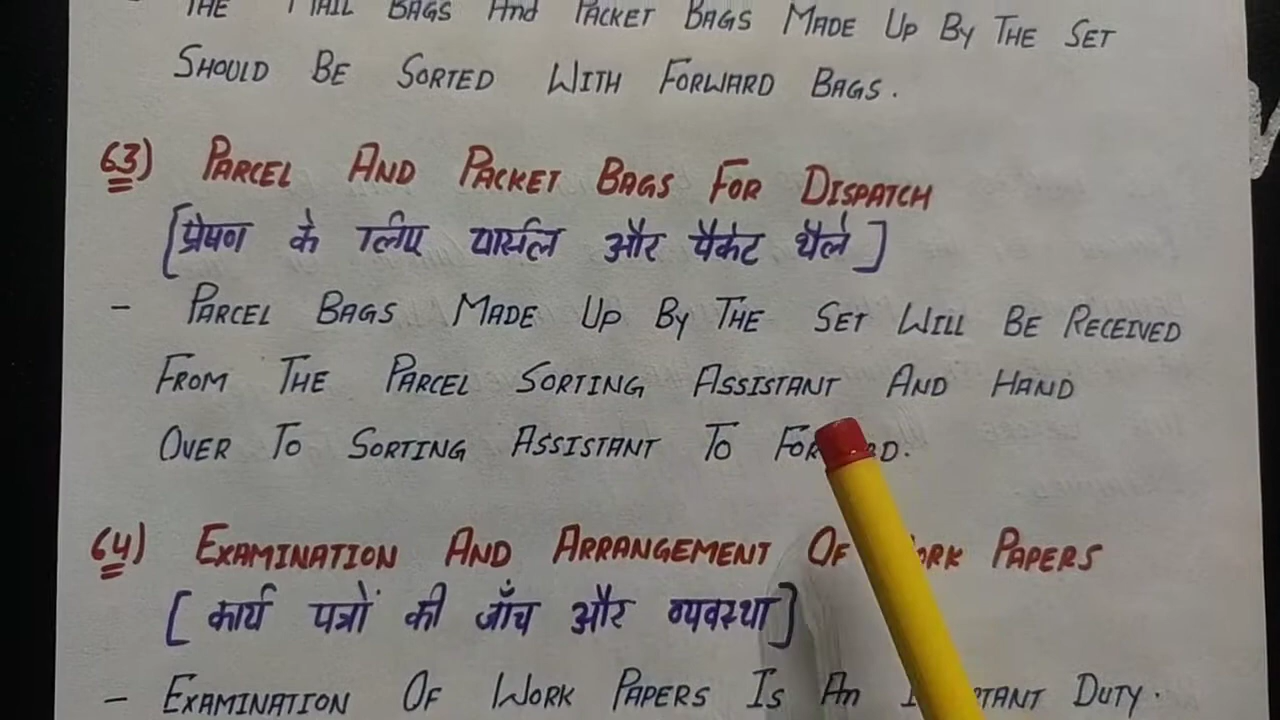 THE MAIL BAGS AND PACKET BAGS MADE UP BY THE SET
SHOULD BE SORTED WITH FORWARD BAGS.
63) PARCEL AND PACKET BAGS FOR DISPATCH
[प्रेषण के लिए पार्सल और पैकेट थैले]
- PARCEL BAGS MADE UP BY THE SET WILL BE RECEIVED
FROM THE PARCEL SORTING ASSISTANT AND HAND
OVER TO SORTING ASSISTANT TO
64) EXAMINATION AND ARRANGEMENT OF PAPERS
[कार्य पत्रों की जाँच और व्यवस्था]
- EXAMINATION OF WORK PAPERS IS AN DUTY.